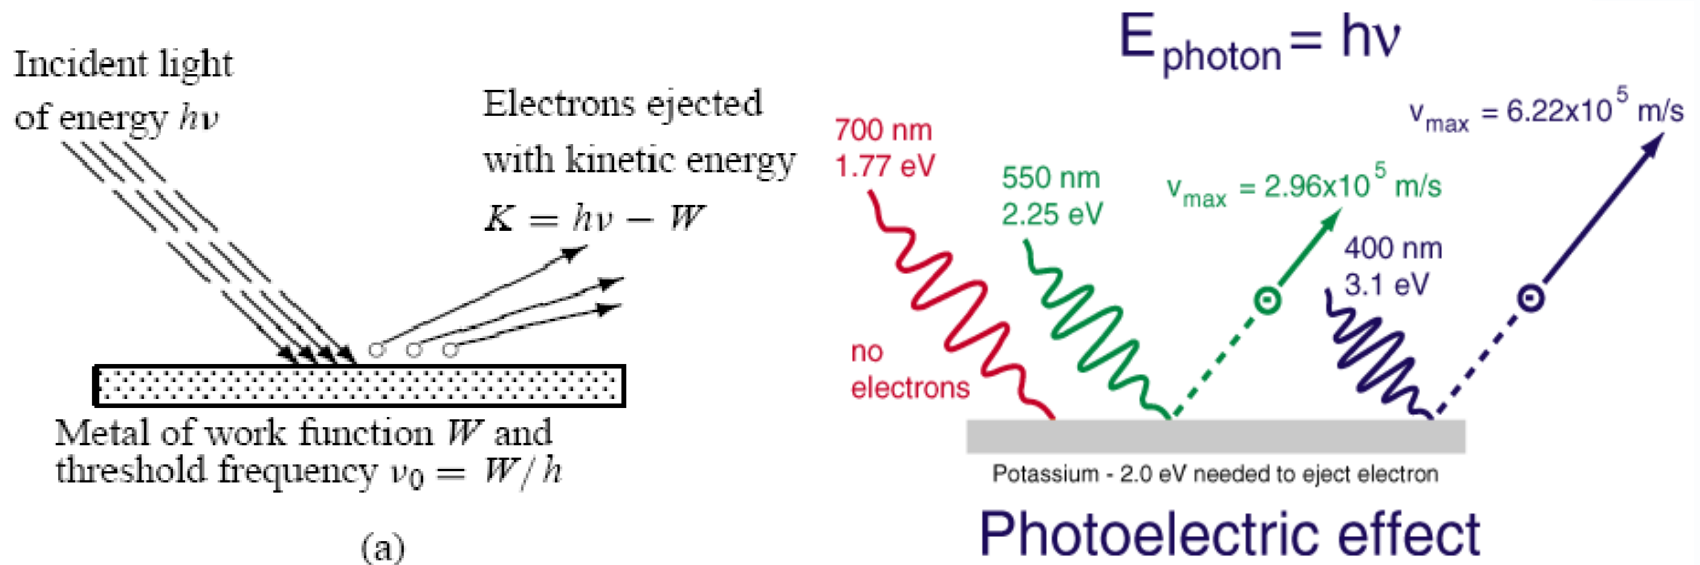 Incident light
of energy hν
Electrons ejected
with kinetic energy
K = hν − W
Metal of work function W and
threshold frequency ν₀ = W/h
(a)
E photon = hν
700 nm
1.77 eV
550 nm
2.25 eV
vmax = 2.96x10⁵ m/s
vmax = 6.22x10⁵ m/s
400 nm
3.1 eV
no
electrons
Potassium - 2.0 eV needed to eject electron
Photoelectric effect